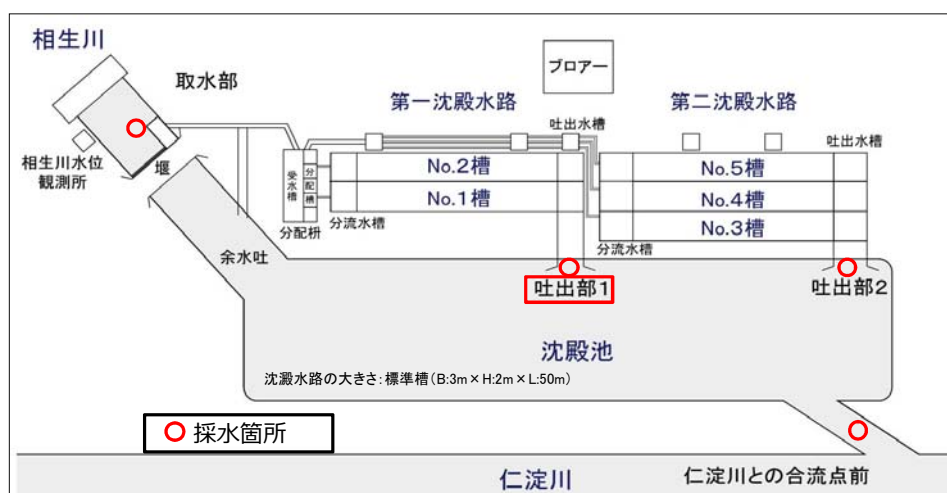 相生川
取水部
ブロアー
第一沈殿水路
第二沈殿水路
吐出水槽
吐出水槽
相生川水位
観測所
堰
受水槽
分配槽
No.2槽
No.1槽
No.5槽
No.4槽
No.3槽
分配枡
分流水槽
分流水槽
余水吐
吐出部1
吐出部2
沈殿池
沈澱水路の大きさ:標準槽(B:3m×H:2m×L:50m)
採水箇所
仁淀川
仁淀川との合流点前